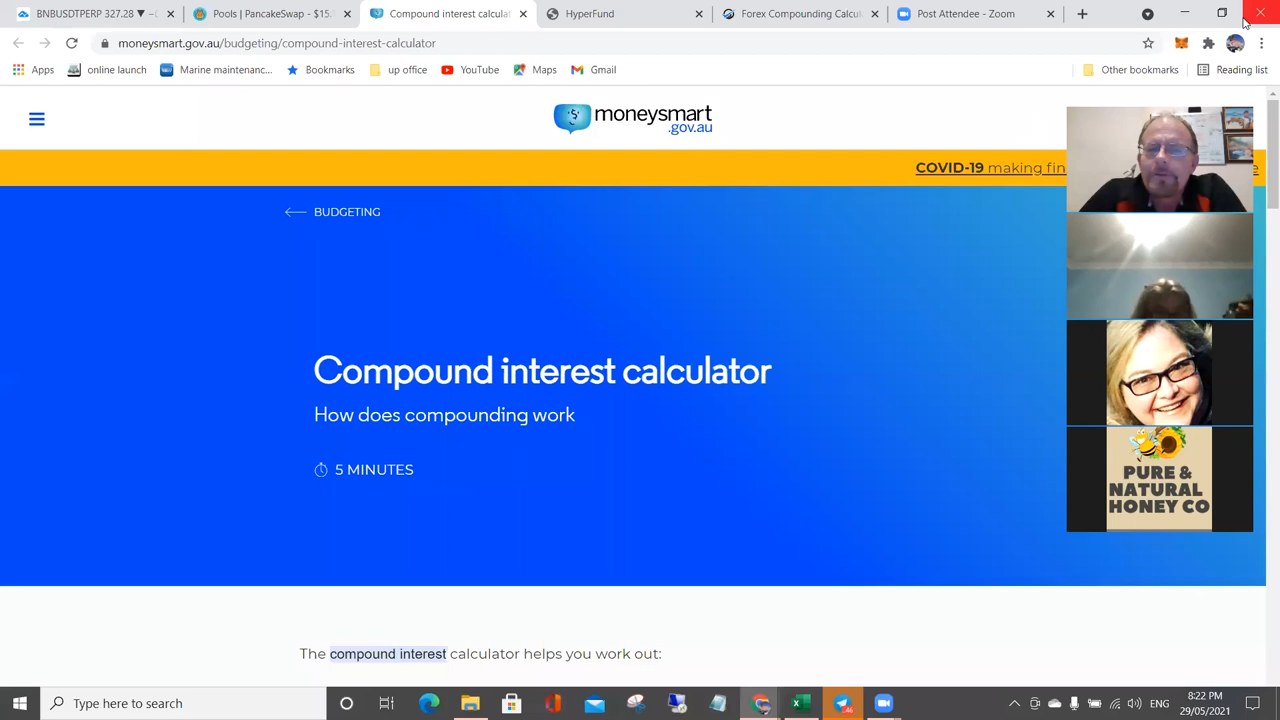 BNBUSDTPERP 327.28 ▼ –
Pools | PancakeSwap - $15.
Compound interest calculat
HyperFund
Forex Compounding Calcu
Post Attendee - Zoom
moneysmart.gov.au/budgeting/compound-interest-calculator
Apps
online launch
Marine maintenanc...
Bookmarks
up office
YouTube
Maps
Gmail
Other bookmarks
Reading list
moneysmart
.gov.au
COVID-19 making fin
BUDGETING
Compound interest calculator
How does compounding work
5 MINUTES
PURE &
NATURAL
HONEY CO
The compound interest calculator helps you work out:
Type here to search
ENG
8:22 PM
29/05/2021